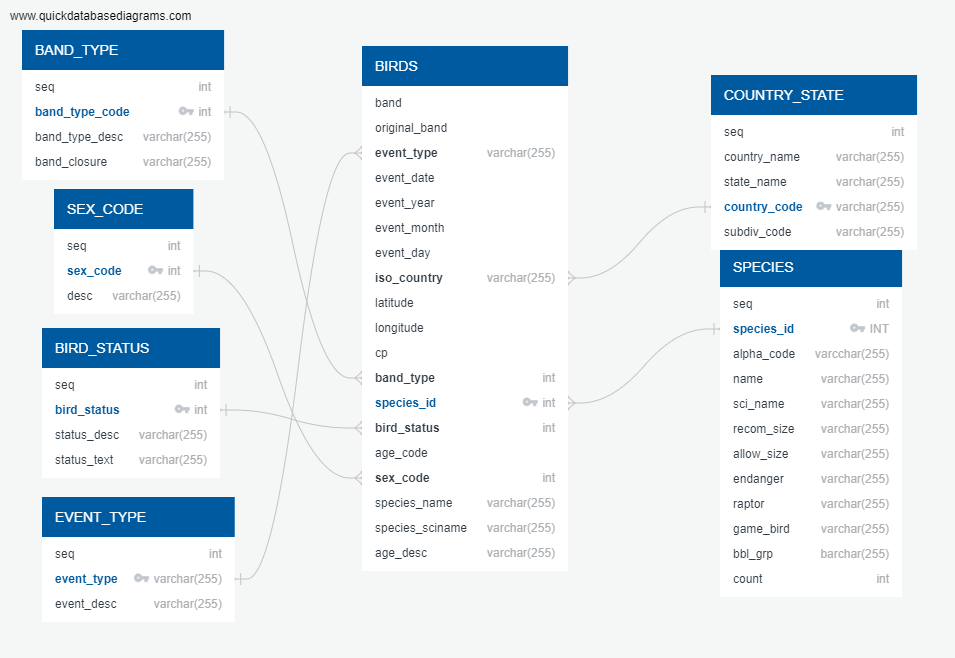 www.quickdatabasediagrams.com
BAND_TYPE
seq int
band_type_code int
band_type_desc varchar(255)
band_closure varchar(255)
SEX_CODE
seq int
sex_code int
desc varchar(255)
BIRD_STATUS
seq int
bird_status int
status_desc varchar(255)
status_text varchar(255)
EVENT_TYPE
seq int
event_type varchar(255)
event_desc varchar(255)
BIRDS
band
original_band
event_type varchar(255)
event_date
event_year
event_month
event_day
iso_country varchar(255)
latitude
longitude
cp
band_type int
species_id int
bird_status int
age_code
sex_code int
species_name varchar(255)
species_sciname varchar(255)
age_desc varchar(255)
COUNTRY_STATE
seq int
country_name varchar(255)
state_name varchar(255)
country_code varchar(255)
subdiv_code varchar(255)
SPECIES
seq int
species_id INT
alpha_code varcchar(255)
name varchar(255)
sci_name varchar(255)
recom_size varchar(255)
allow_size varchar(255)
endanger varchar(255)
raptor varchar(255)
game_bird varchar(255)
bbl_grp barchar(255)
count int